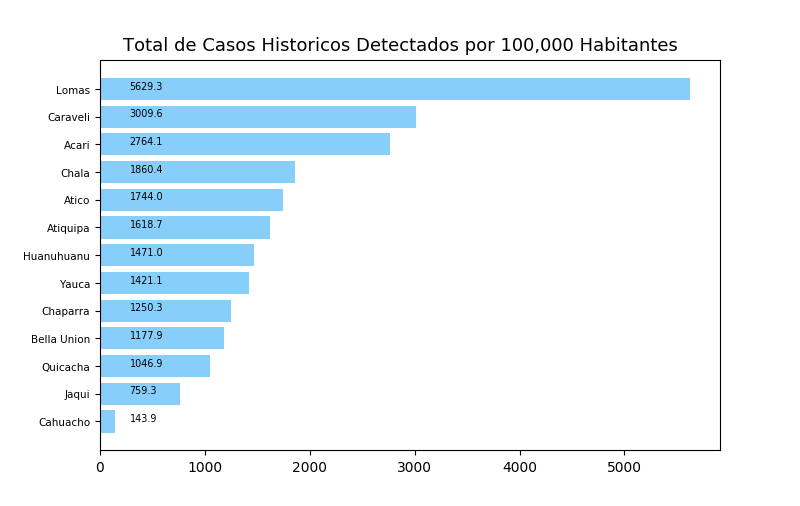 Total de Casos Historicos Detectados por 100,000 Habitantes
Lomas 5629.3
Caraveli 3009.6
Acari 2764.1
Chala 1860.4
Atico 1744.0
Atiquipa 1618.7
Huanuhuanu 1471.0
Yauca 1421.1
Chaparra 1250.3
Bella Union 1177.9
Quicacha 1046.9
Jaqui 759.3
Cahuacho 143.9
0 1000 2000 3000 4000 5000